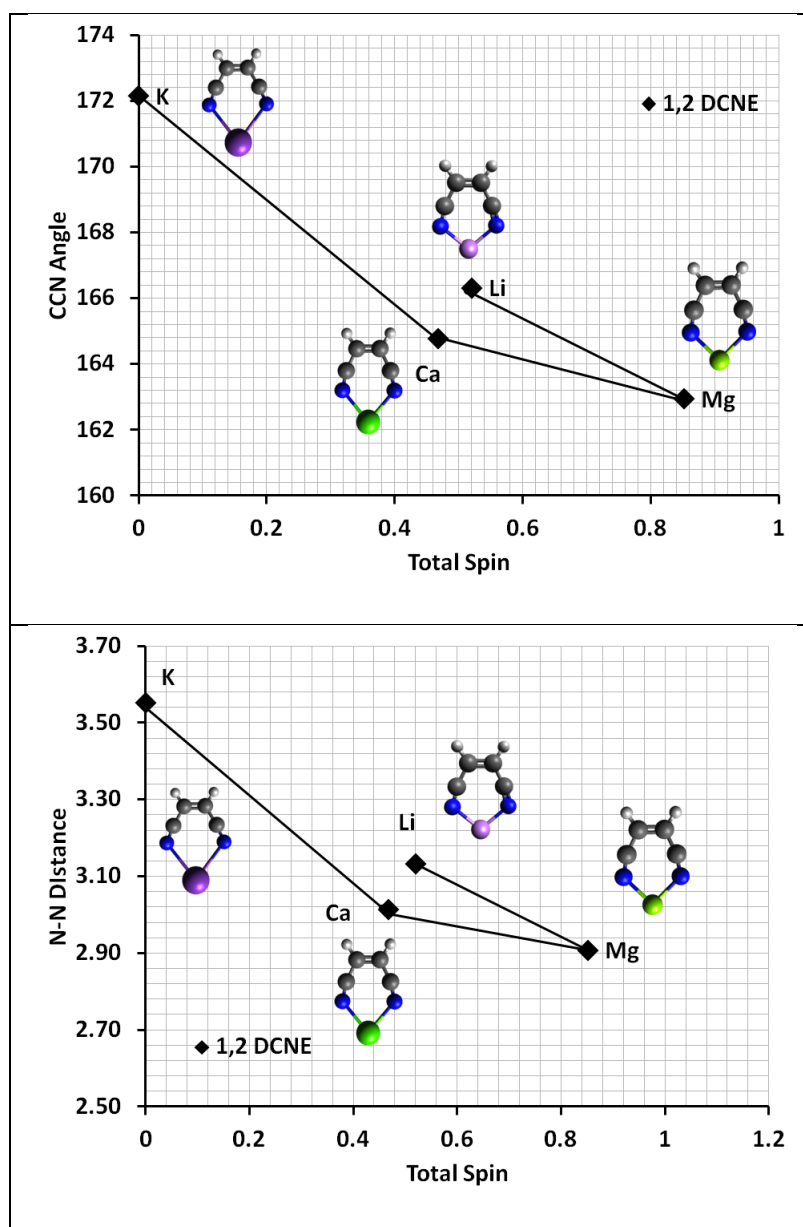 174
172
170
168
166
164
162
160
CCN Angle
K
1,2 DCNE
Li
Ca
Mg
0
0.2
0.4
0.6
0.8
1
Total Spin
3.70
3.50
3.30
3.10
2.90
2.70
2.50
N-N Distance
K
Li
Ca
Mg
1,2 DCNE
0
0.2
0.4
0.6
0.8
1
1.2
Total Spin